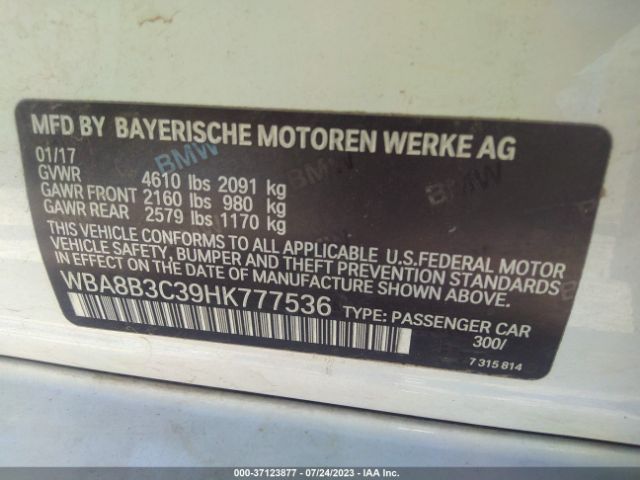 MFD BY BAYERISCHE MOTOREN WERKE AG
01/17
GVWR 4610 lbs 2091 kg
GAWR FRONT 2160 lbs 980 kg
GAWR REAR 2579 lbs 1170 kg
BMW BMW BMW
THIS VEHICLE CONFORMS TO ALL APPLICABLE U.S.FEDERAL MOTOR
VEHICLE SAFETY, BUMPER AND THEFT PREVENTION STANDARDS
IN EFFECT ON THE DATE OF MANUFACTURE SHOWN ABOVE.
WBA8B3C39HK777536 TYPE: PASSENGER CAR
300/
7 315 814
000-37123877 - 07/24/2023 - IAA Inc.